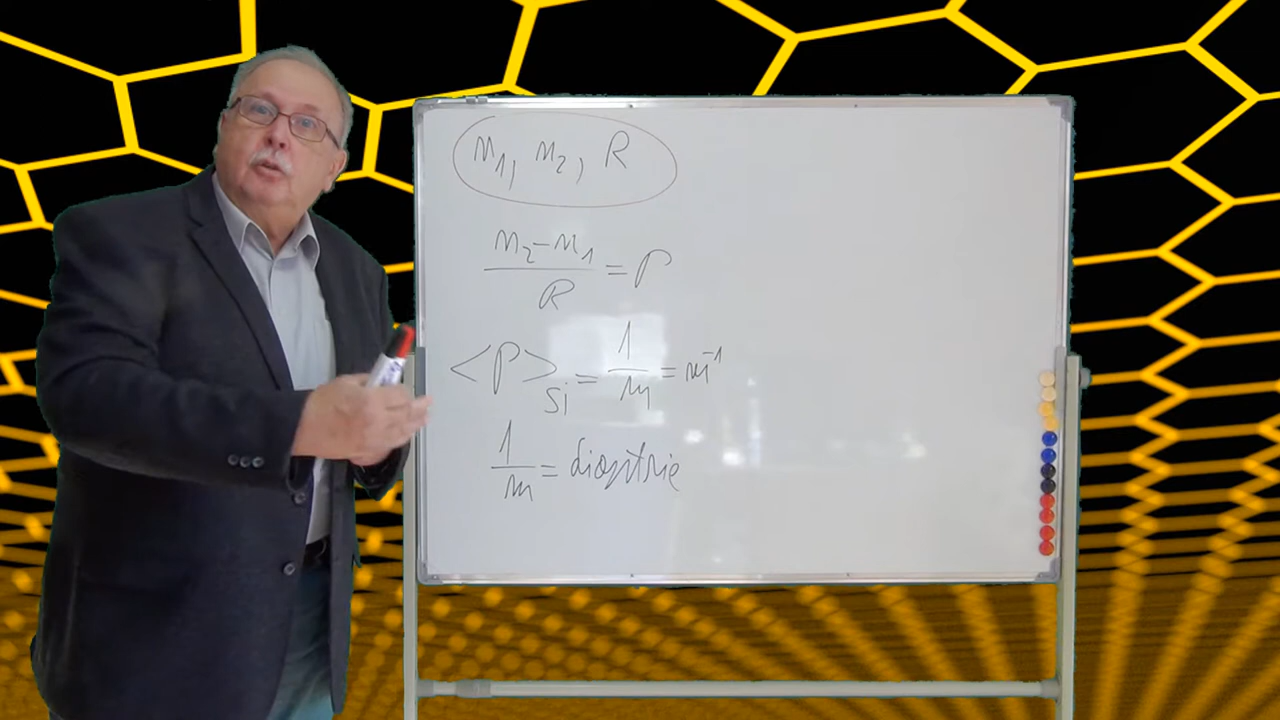 n₁, n₂, R
n₂-n₁/R = P
<P>SI = 1/m = m⁻¹
1/m = dioptrie